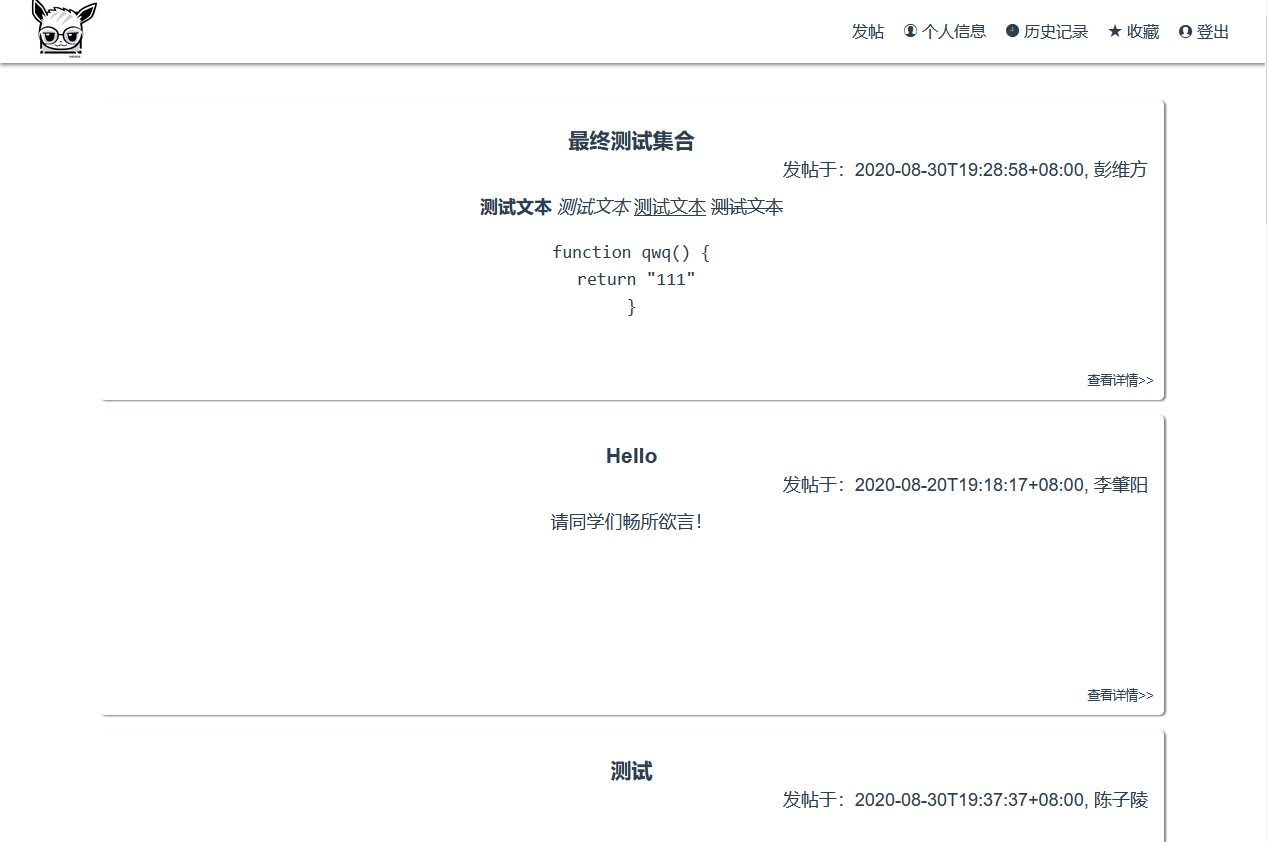 发帖 个人信息 历史记录 收藏 登出
最终测试集合
发帖于：2020-08-30T19:28:58+08:00, 彭维方
测试文本 测试文本 测试文本 测试文本
function qwq() {
return "111"
}
查看详情>>
Hello
发帖于：2020-08-20T19:18:17+08:00, 李肇阳
请同学们畅所欲言！
查看详情>>
测试
发帖于：2020-08-30T19:37:37+08:00, 陈子陵